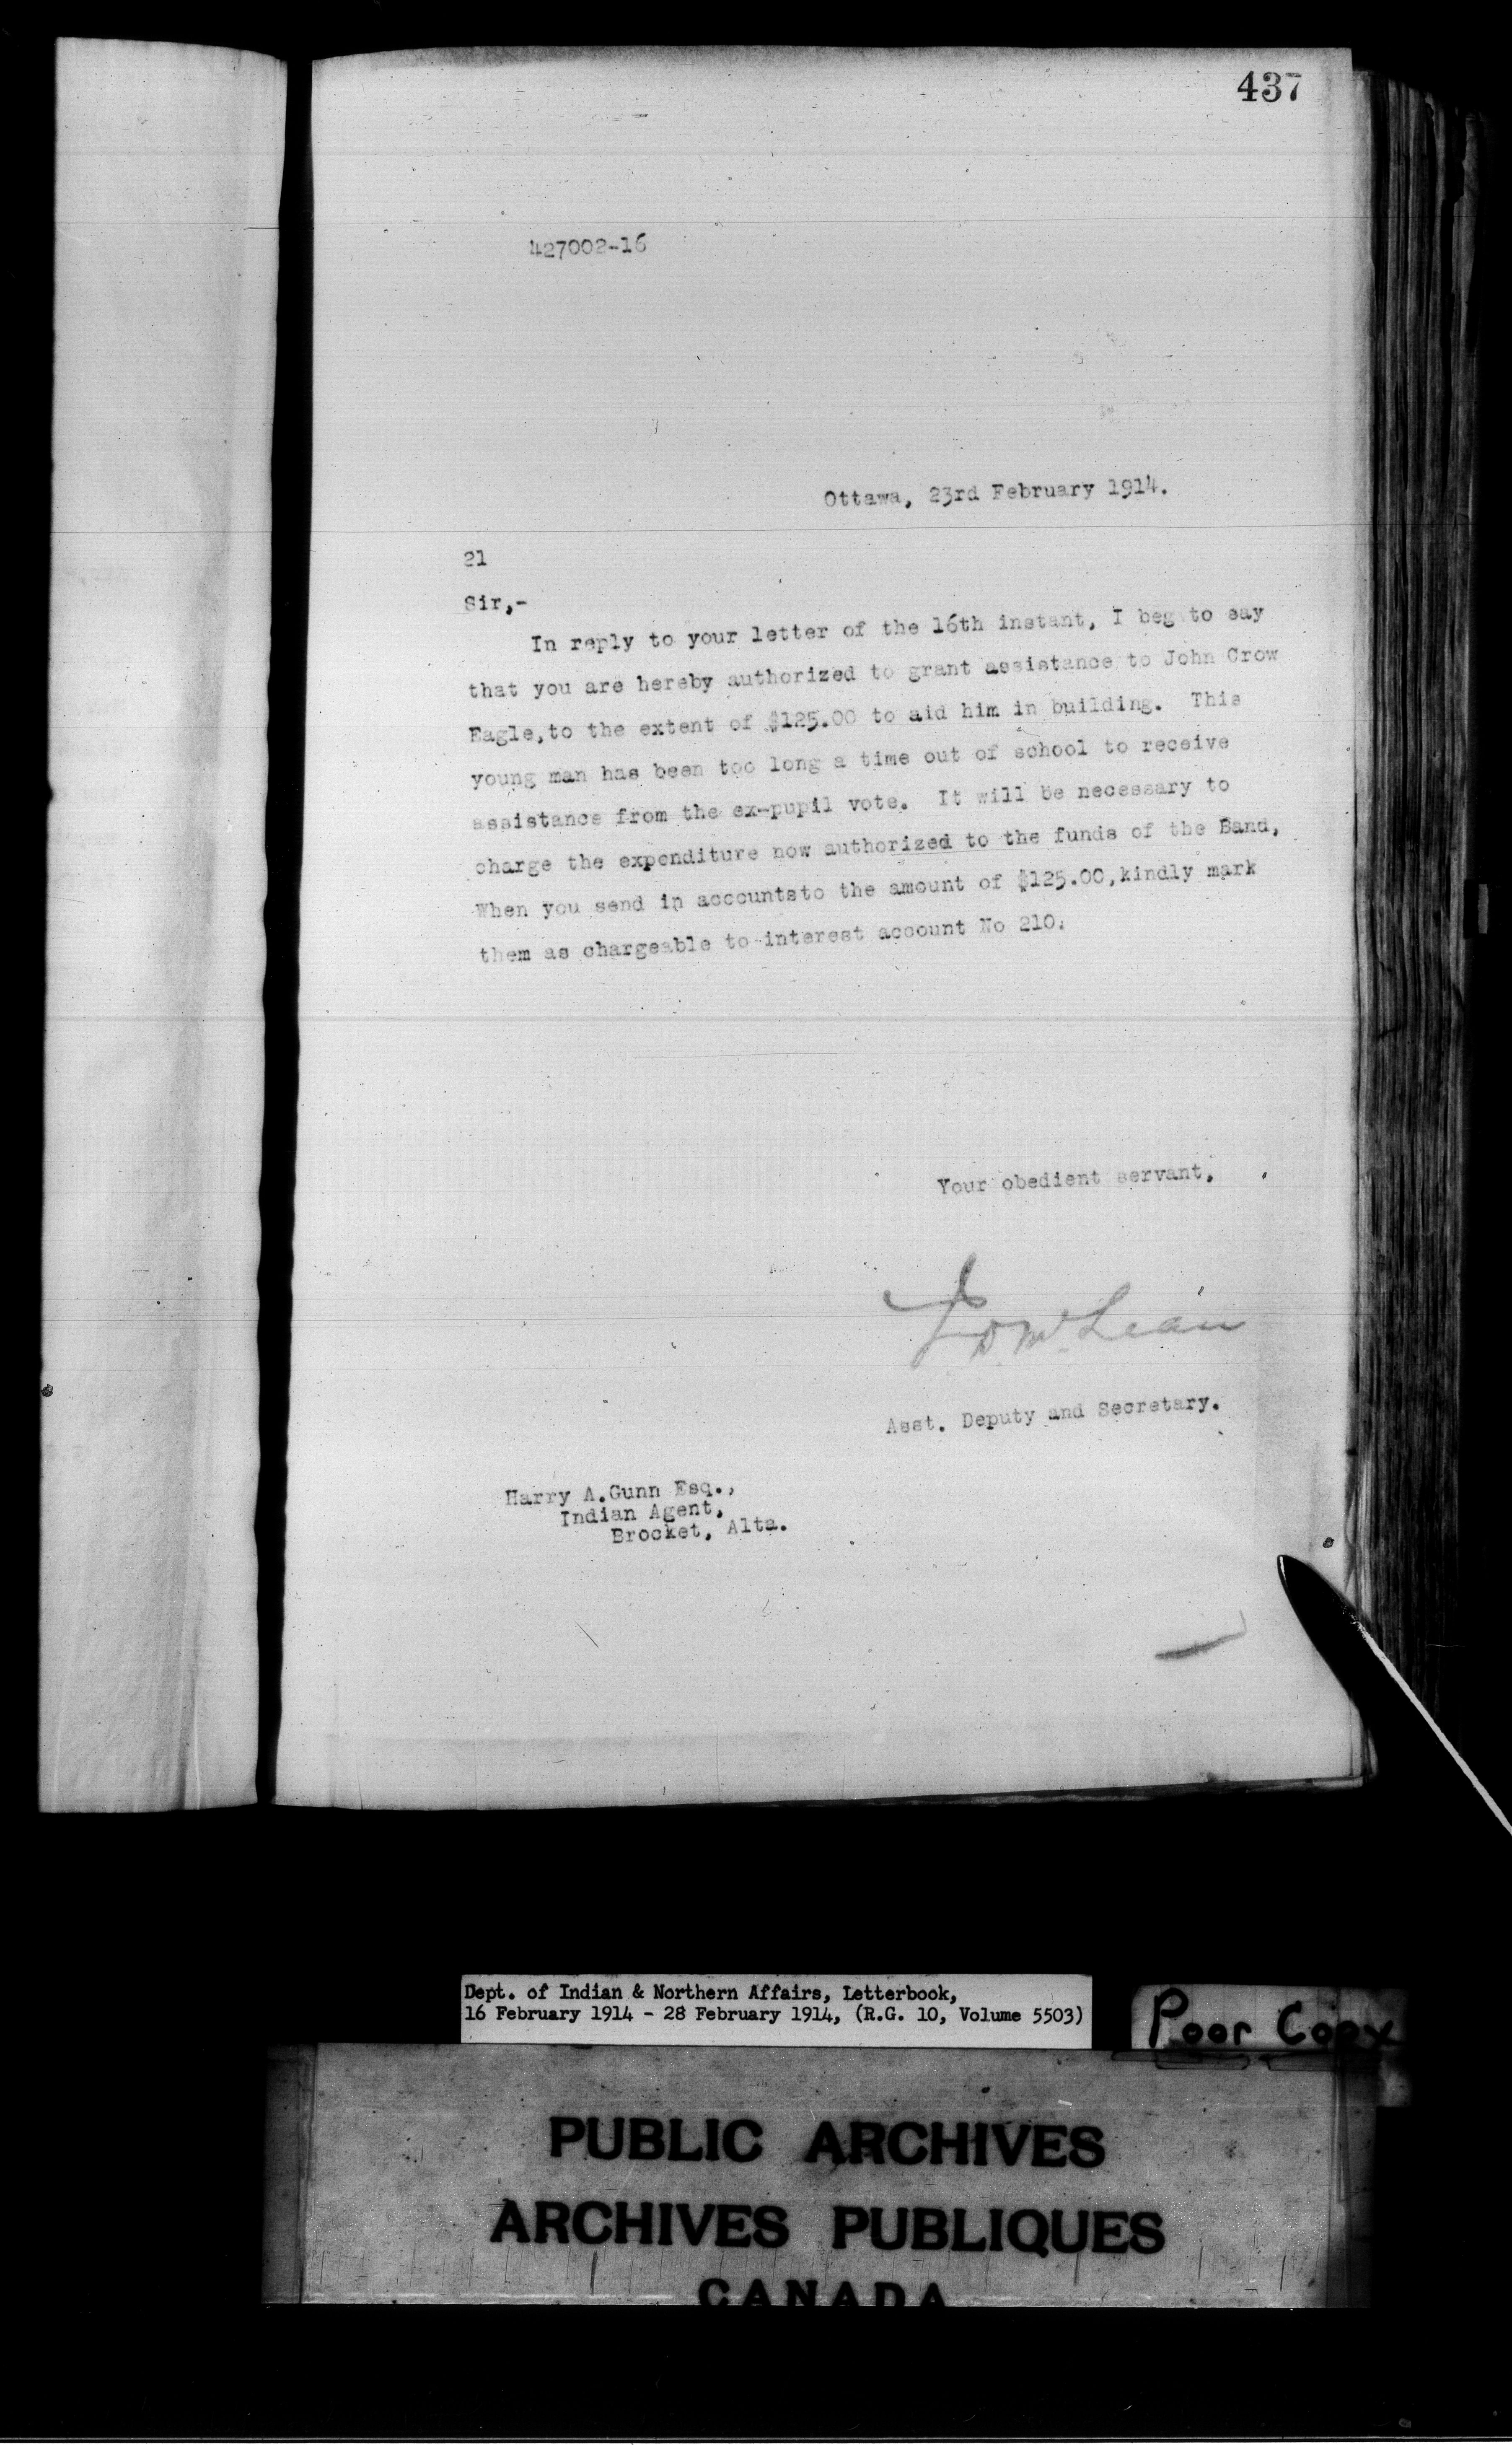 437
427002-16
Ottawa, 23rd February 1914.
21
Sir,-
In reply to your letter of the 16th instant, I beg to say
that you are hereby authorized to grant assistance to John Crow
Eagle,to the extent of $125.00 to aid him in building. This
young man has been too long a time out of school to receive
assistance from the ex-pupil vote. It will be necessary to
charge the expenditure now authorized to the funds of the Band,
When you send in accountsto the amount of $125.00,kindly mark
them as chargeable to interest account No 210.
Your obedient servant,
J D McLean
Asst. Deputy and Secretary.
Harry A.Gunn Esq.,
Indian Agent,
Brocket, Alta.
Dept. of Indian & Northern Affairs, Letterbook,
16 February 1914 - 28 February 1914, (R.G. 10, Volume 5503)
Poor Copy
PUBLIC ARCHIVES
ARCHIVES PUBLIQUES
CANADA